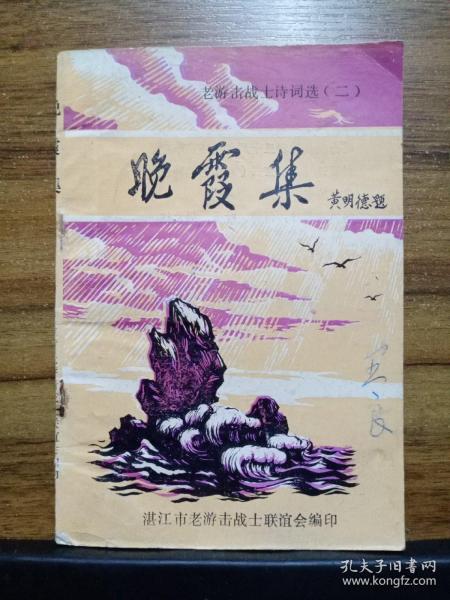 老游击战士诗词选（二）
晚霞集
黄明德题
湛江市老游击战士联谊会编印
孔夫子旧书网
www.kongfz.com